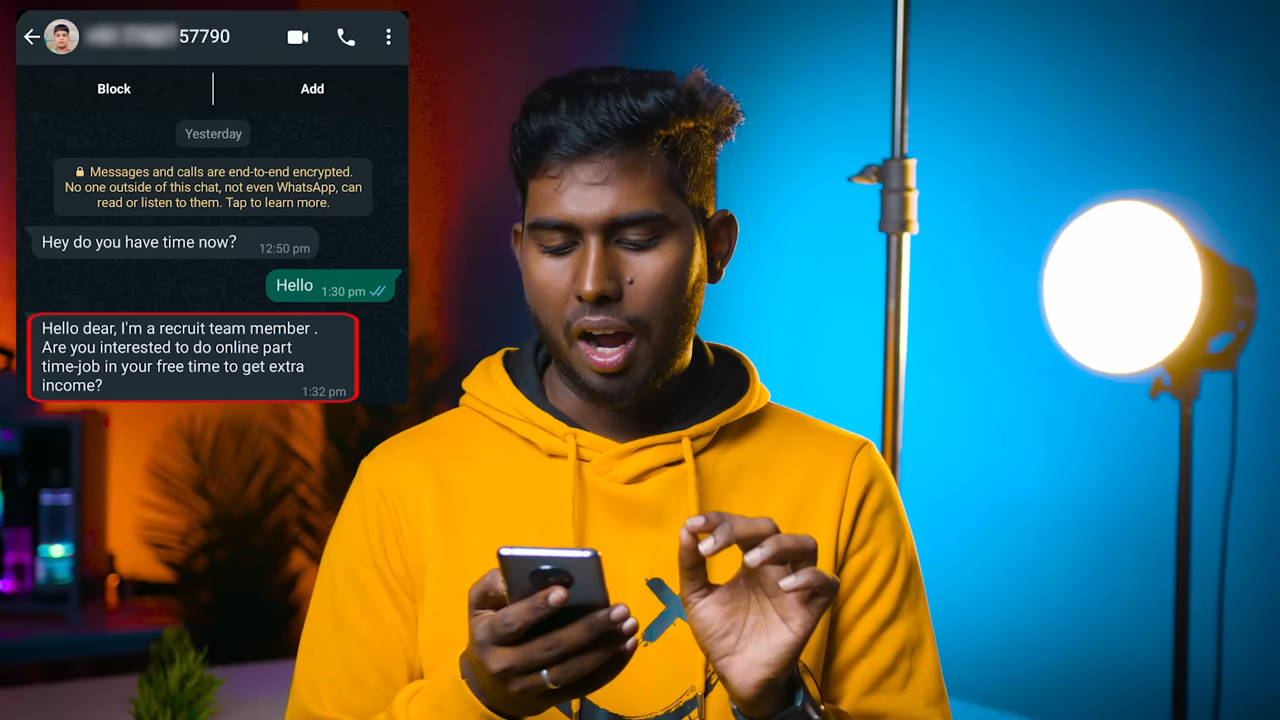 57790
Block
Add
Yesterday
Messages and calls are end-to-end encrypted.
No one outside of this chat, not even WhatsApp, can
read or listen to them. Tap to learn more.
Hey do you have time now? 12:50 pm
Hello 1:30 pm
Hello dear, I'm a recruit team member .
Are you interested to do online part
time-job in your free time to get extra
income? 1:32 pm